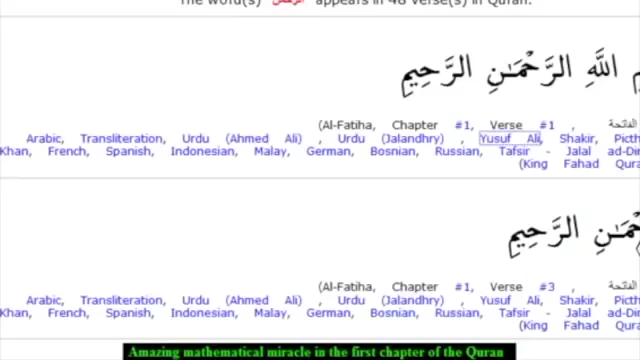 The word(s) "الرحمن" appears in 48 verse(s) in Quran.
اللَّهِ الرَّحْمَـٰنِ الرَّحِيمِ
(Al-Fatiha, Chapter #1, Verse #1 , الفاتحة
Arabic, Transliteration, Urdu (Ahmed Ali) , Urdu (Jalandhry) , Yusuf Ali, Shakir, Picth
Khan, French, Spanish, Indonesian, Malay, German, Bosnian, Russian, Tafsir - Jalal ad-Din
(King Fahad Qura
الرَّحِيمِ
(Al-Fatiha, Chapter #1, Verse #3 , الفاتحة
Arabic, Transliteration, Urdu (Ahmed Ali) , Urdu (Jalandhry) , Yusuf Ali, Shakir, Picth
Khan, French, Spanish, Indonesian, Malay, German, Bosnian, Russian, Tafsir - Jalal ad-Din
(King Fahad Qura
Amazing mathematical miracle in the first chapter of the Quran